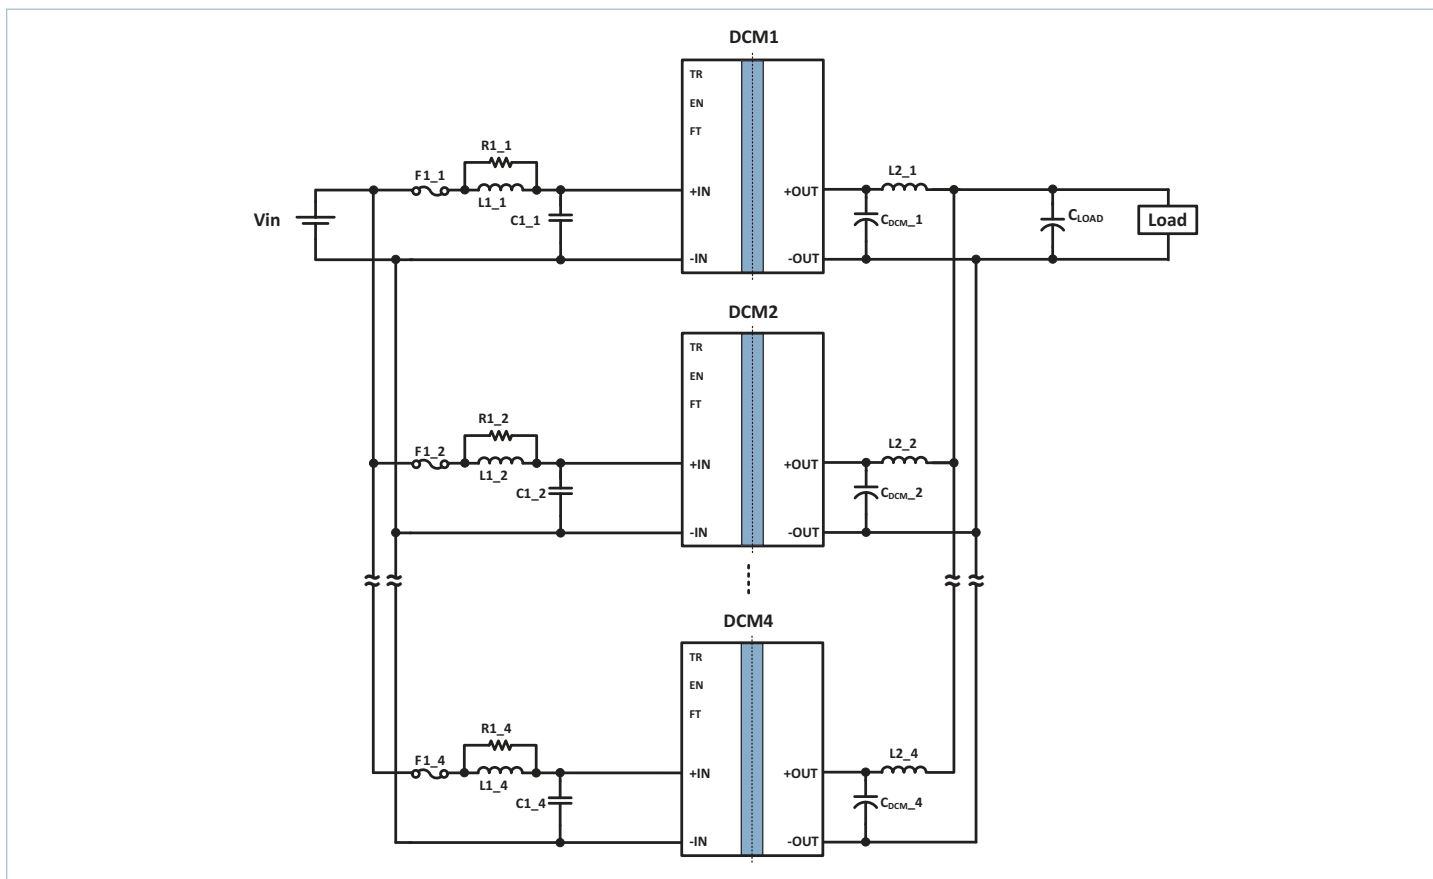 DCM1
TR
EN
FT
R1_1
F1_1
L1_1
C1_1
+IN
-IN
+OUT
-OUT
L2_1
CDCM_1
CLOAD
Load
Vin
DCM2
TR
EN
FT
R1_2
F1_2
L1_2
C1_2
+IN
-IN
+OUT
-OUT
L2_2
CDCM_2
DCM4
TR
EN
FT
R1_4
F1_4
L1_4
C1_4
+IN
-IN
+OUT
-OUT
L2_4
CDCM_4